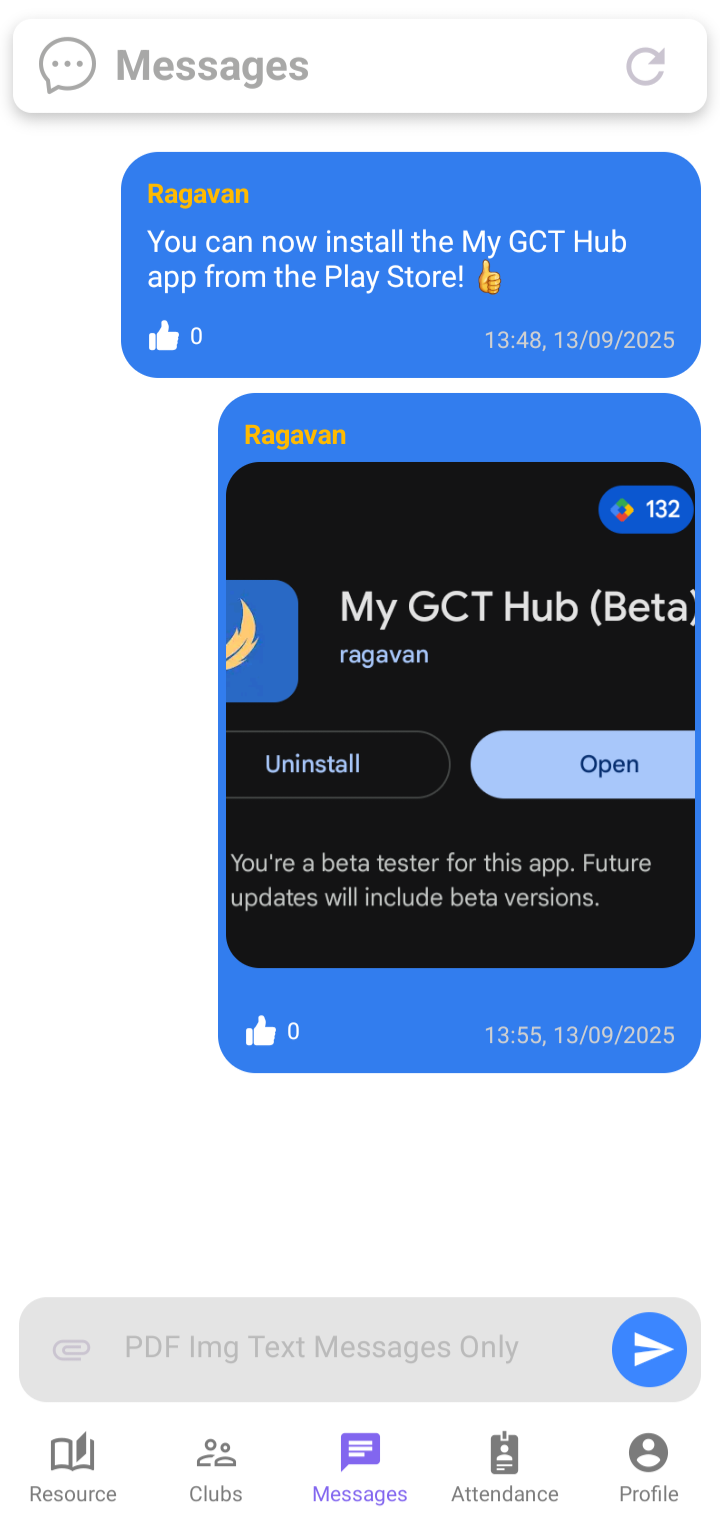 Messages
Ragavan
You can now install the My GCT Hub
app from the Play Store! 👍
0
13:48, 13/09/2025
Ragavan
132
My GCT Hub (Beta)
ragavan
Uninstall
Open
You're a beta tester for this app. Future
updates will include beta versions.
0
13:55, 13/09/2025
PDF Img Text Messages Only
Resource
Clubs
Messages
Attendance
Profile